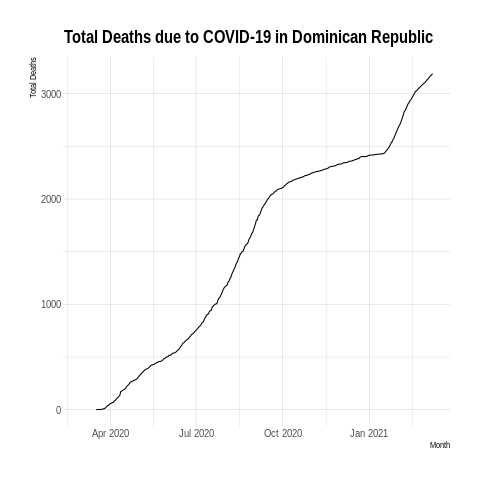 Total Deaths due to COVID-19 in Dominican Republic
Total Deaths
3000
2000
1000
0
Apr 2020 Jul 2020 Oct 2020 Jan 2021
Month